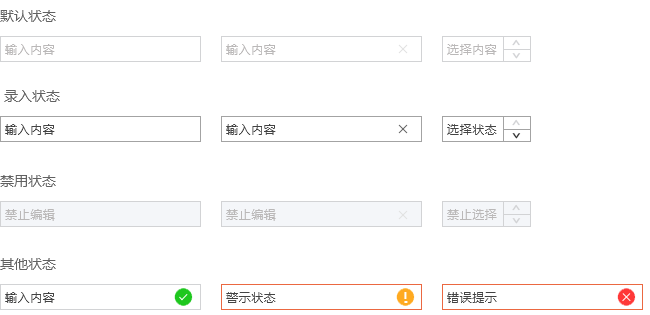 默认状态
输入内容 输入内容 选择内容
录入状态
输入内容 输入内容 选择状态
禁用状态
禁止编辑 禁止编辑 禁止选择
其他状态
输入内容 警示状态 错误提示